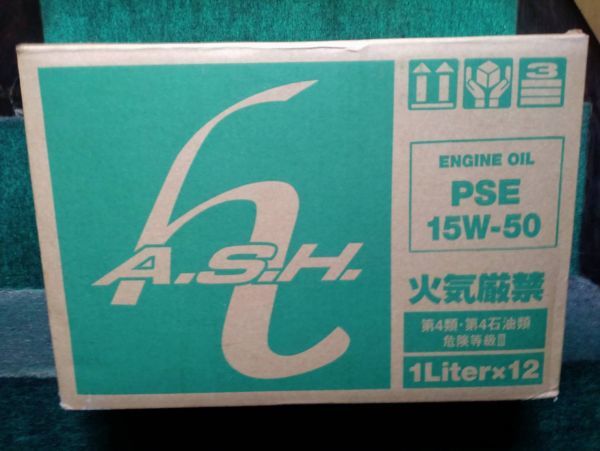 h
A.S.H.
3
ENGINE OIL
PSE
15W-50
火気厳禁
第4類・第4石油類
危険等級Ⅲ
1Liter×12